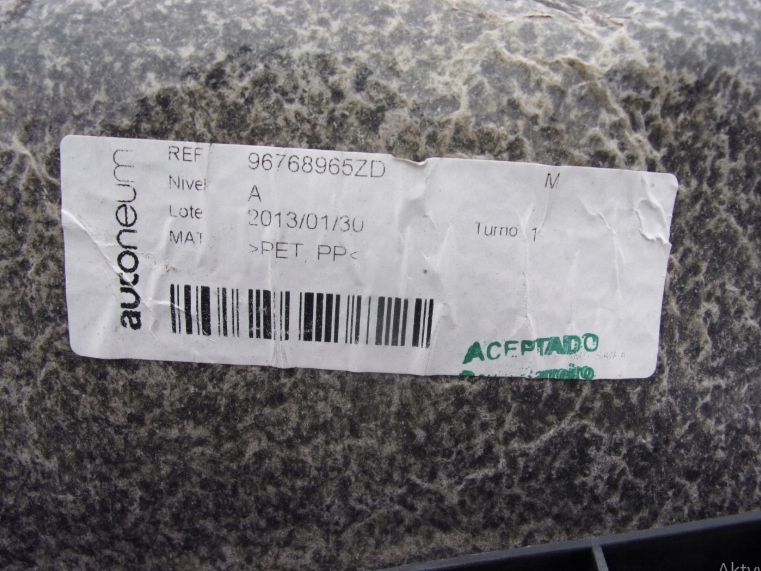 autoneum
REF 96768965ZD
M
Nivel A
Lote 2013/01/30
Turno 1
MAT >PET, PP<
ACEPTADO